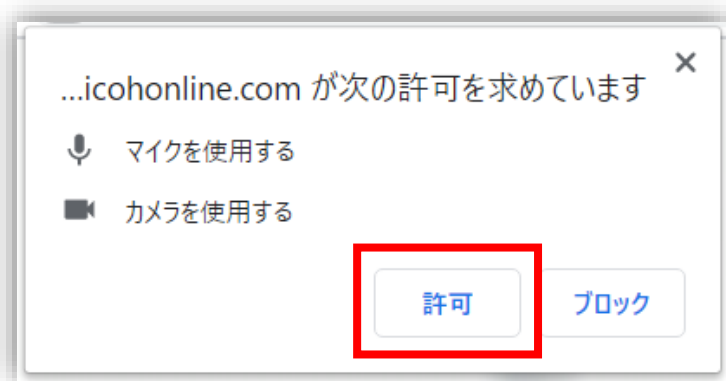 ...icohonline.com が次の許可を求めています
マイクを使用する
カメラを使用する
許可 ブロック